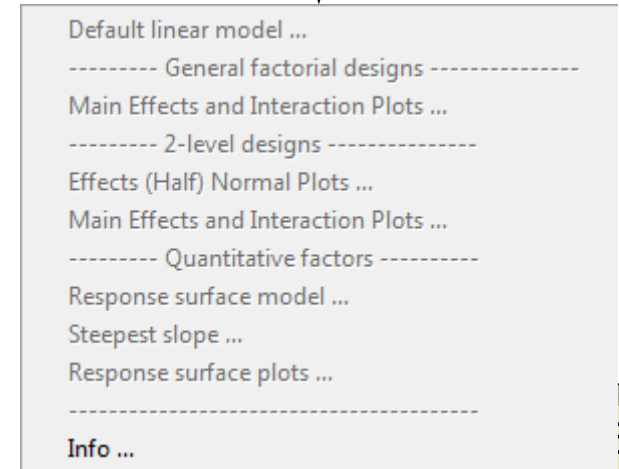 Default linear model ...
--------- General factorial designs ---------------
Main Effects and Interaction Plots ...
--------- 2-level designs ---------------
Effects (Half) Normal Plots ...
Main Effects and Interaction Plots ...
--------- Quantitative factors ----------
Response surface model ...
Steepest slope ...
Response surface plots ...
-----------------------------------------
Info ...